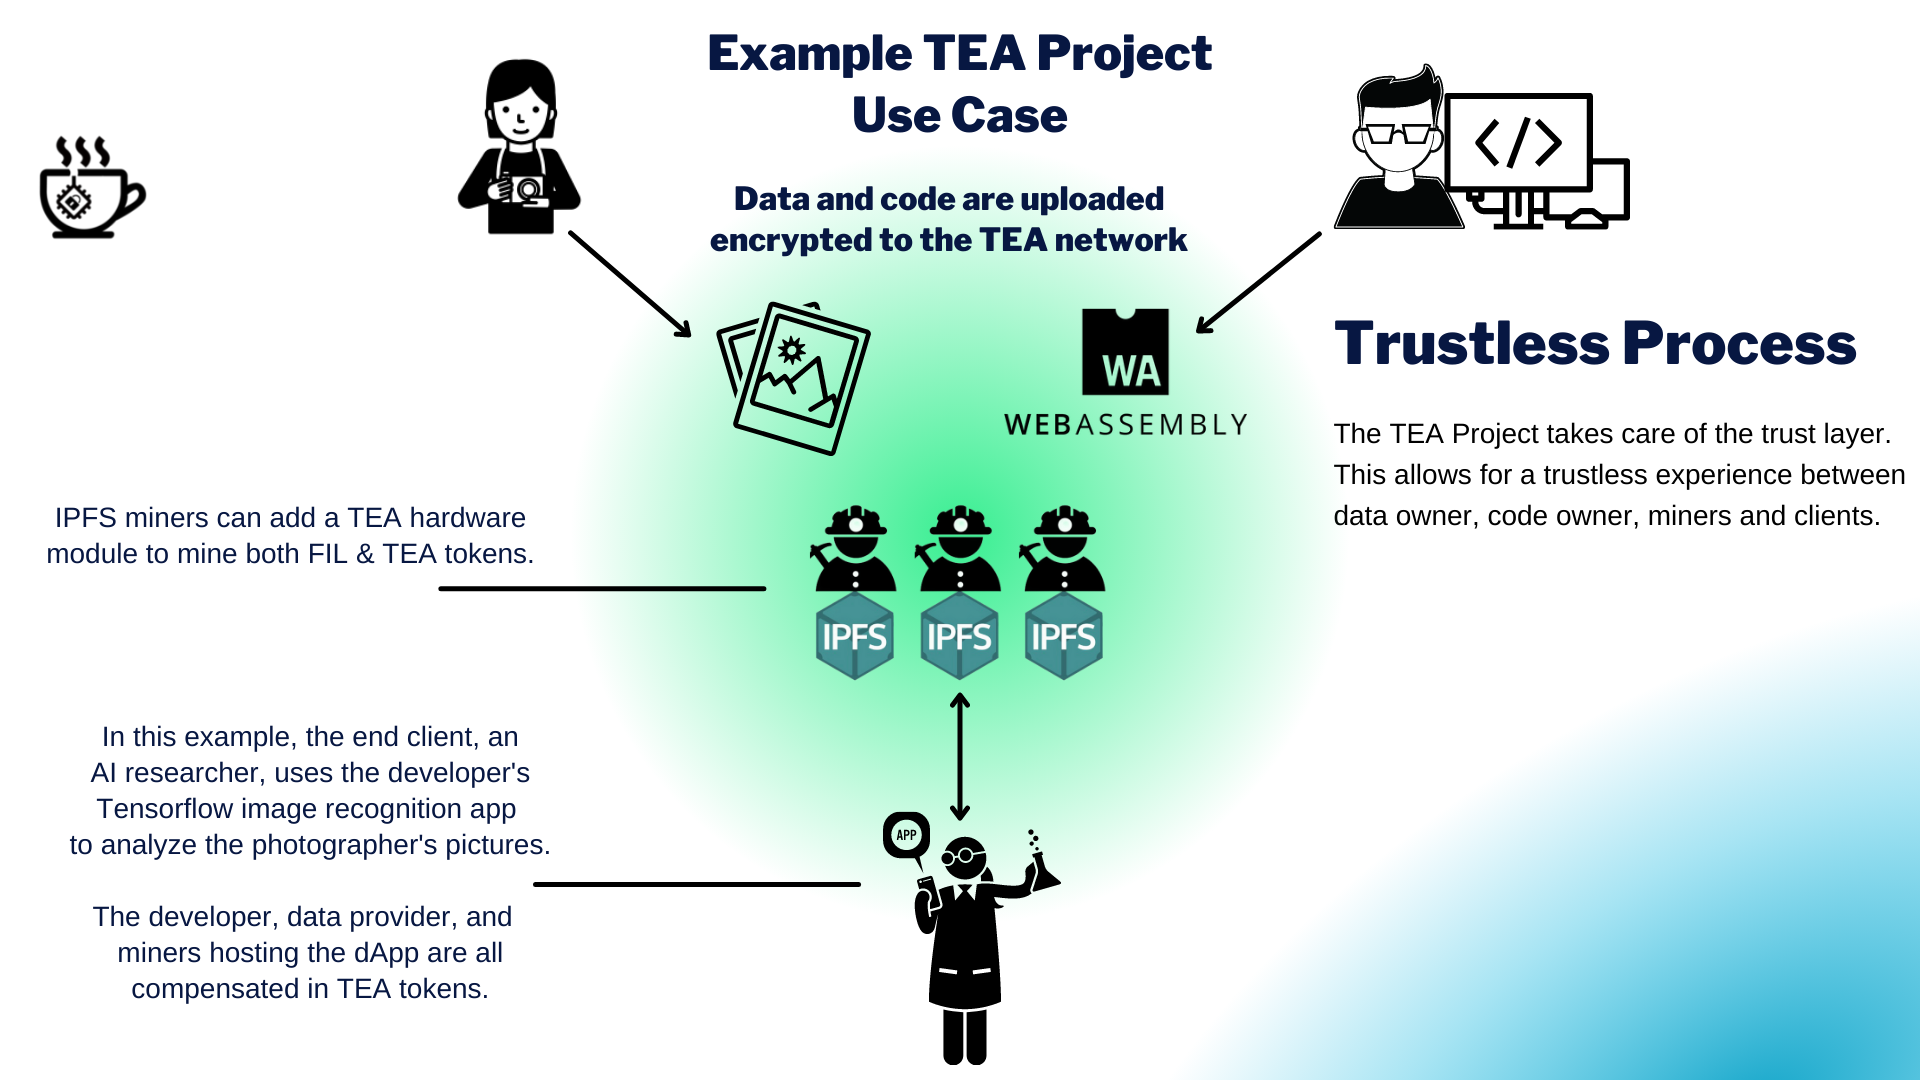 Example TEA Project
Use Case
Data and code are uploaded
encrypted to the TEA network
WA
WEBASSEMBLY
Trustless Process
The TEA Project takes care of the trust layer.
This allows for a trustless experience between
data owner, code owner, miners and clients.
IPFS miners can add a TEA hardware
module to mine both FIL & TEA tokens.
IPFS IPFS IPFS
In this example, the end client, an
AI researcher, uses the developer's
Tensorflow image recognition app
to analyze the photographer's pictures.
The developer, data provider, and
miners hosting the dApp are all
compensated in TEA tokens.
APP